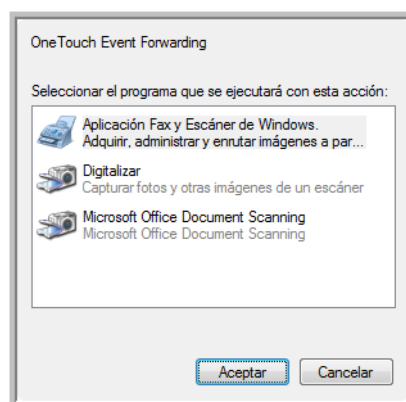 OneTouch Event Forwarding
Seleccionar el programa que se ejecutará con esta acción:
Aplicación Fax y Escáner de Windows.
Adquirir, administrar y enrutar imágenes a par...
Digitalizar
Capturar fotos y otras imágenes de un escáner
Microsoft Office Document Scanning
Microsoft Office Document Scanning
Aceptar
Cancelar